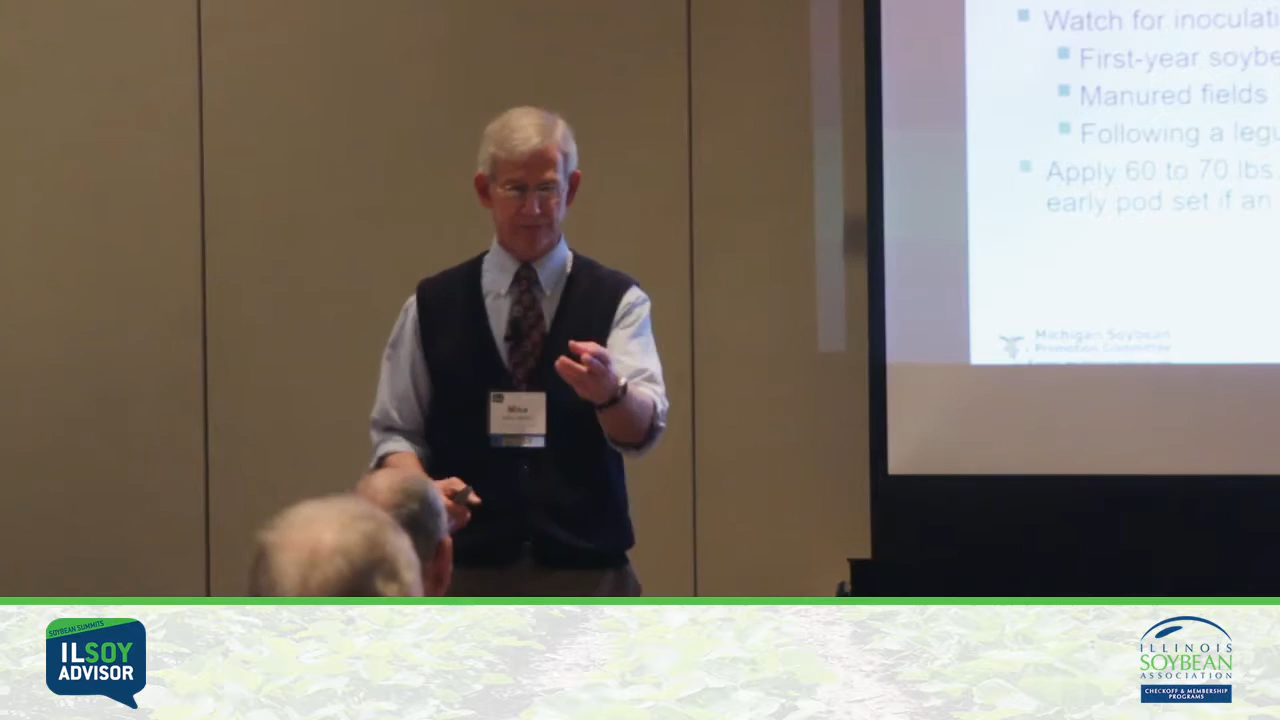 Watch for inoculati
First-year soybe
Manured fields
Following a legu
Apply 60 to 70 lbs
early pod set if an
Michigan Soybean
Promotion Committee
SOYBEAN SUMMITS
ILSOY
ADVISOR
ILLINOIS
SOYBEAN
ASSOCIATION
CHECKOFF & MEMBERSHIP
PROGRAMS